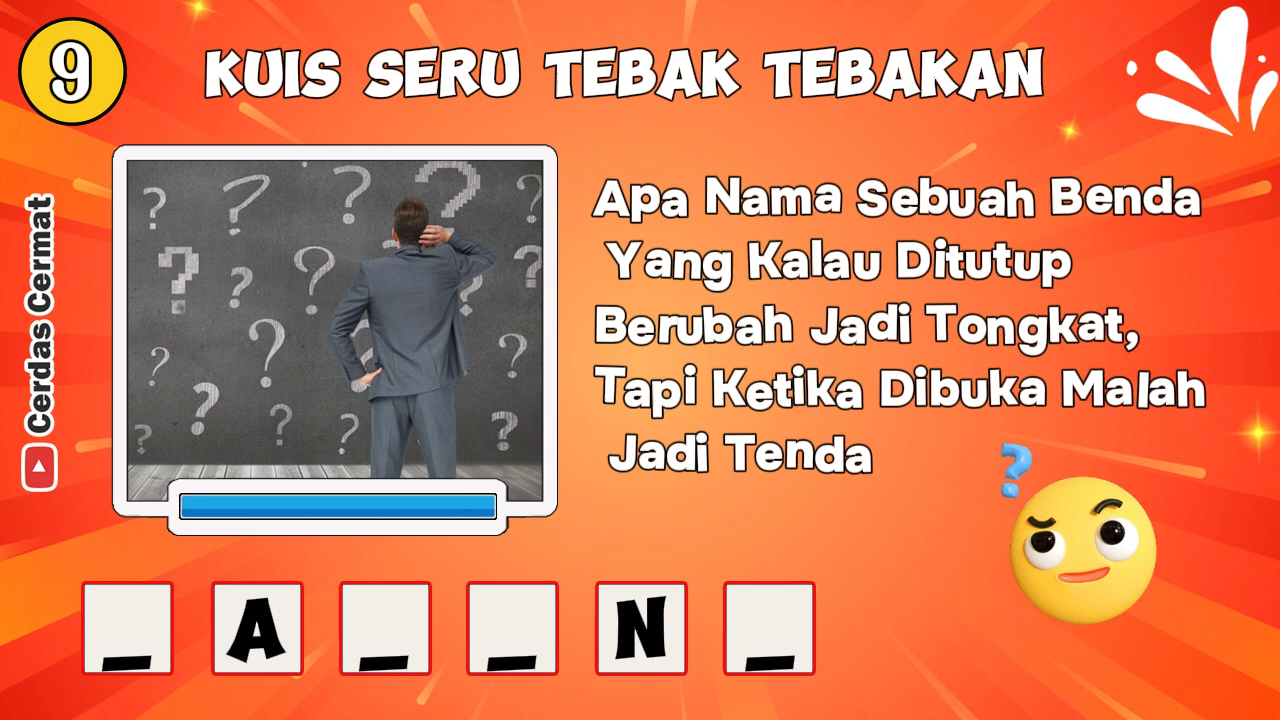 9
KUIS SERU TEBAK TEBAKAN
Cerdas Cermat
Apa Nama Sebuah Benda
Yang Kalau Ditutup
Berubah Jadi Tongkat,
Tapi Ketika Dibuka Malah
Jadi Tenda
_ A _ _ N _